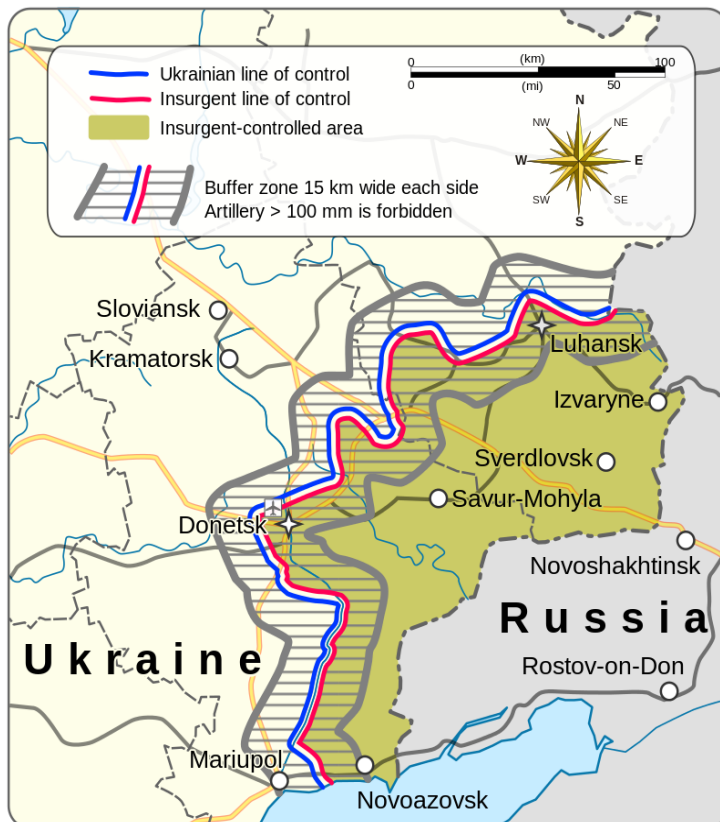 Ukrainian line of control
Insurgent line of control
Insurgent-controlled area
Buffer zone 15 km wide each side
Artillery > 100 mm is forbidden
0 (km) 100
0 (mi) 50
N
NW NE
W E
SW SE
S
Sloviansk
Kramatorsk
Luhansk
Izvaryne
Sverdlovsk
Savur-Mohyla
Donetsk
Novoshakhtinsk
Russia
Ukraine
Rostov-on-Don
Mariupol
Novoazovsk